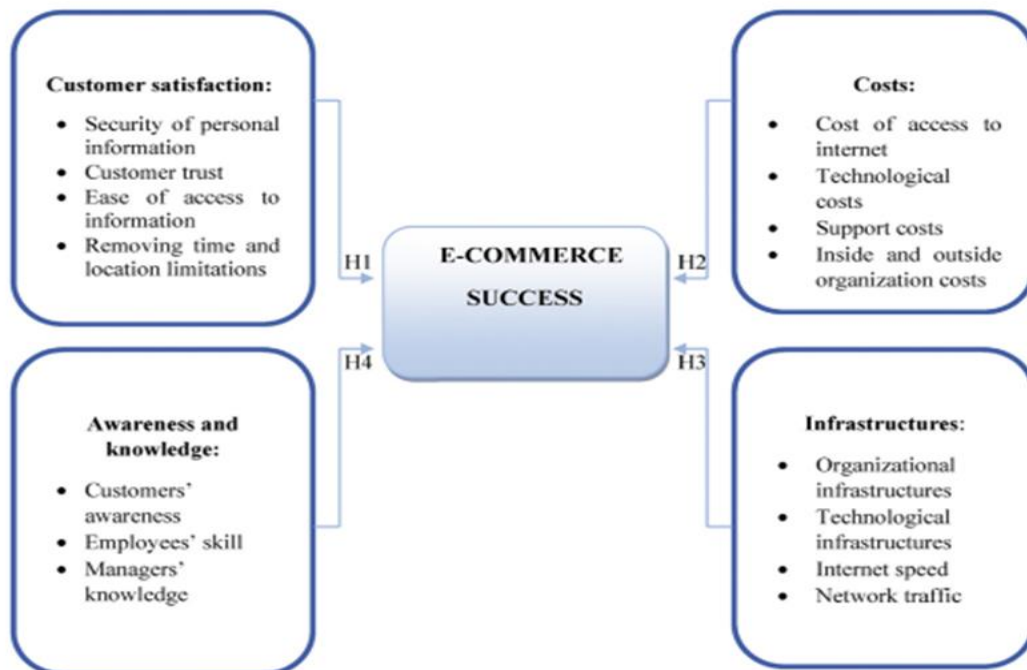 Customer satisfaction:
• Security of personal
information
• Customer trust
• Ease of access to
information
• Removing time and
location limitations
H1
Costs:
• Cost of access to
internet
• Technological
costs
• Support costs
• Inside and outside
organization costs
H2
E-COMMERCE
SUCCESS
H4
Awareness and
knowledge:
• Customers’
awareness
• Employees’ skill
• Managers’
knowledge
H3
Infrastructures:
• Organizational
infrastructures
• Technological
infrastructures
• Internet speed
• Network traffic